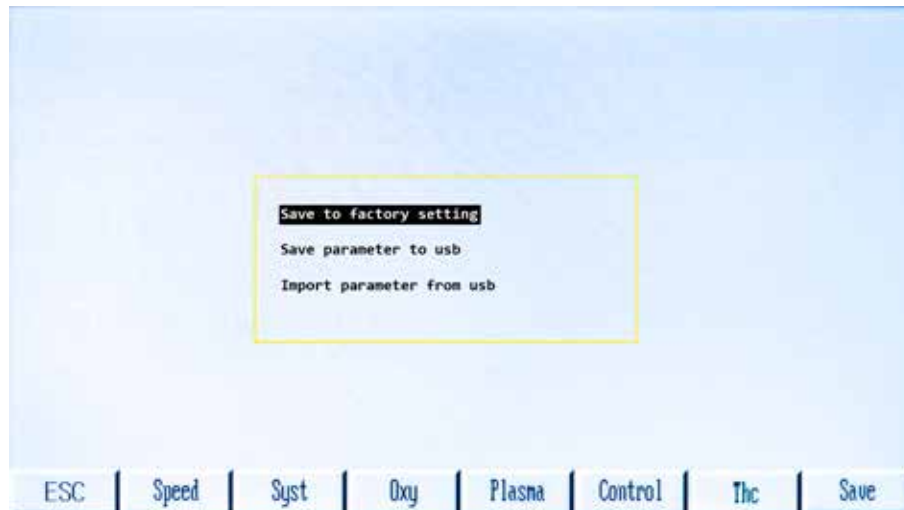 Save to factory setting
Save parameter to usb
Import parameter from usb
ESC Speed Syst Oxy Plasma Control Thc Save